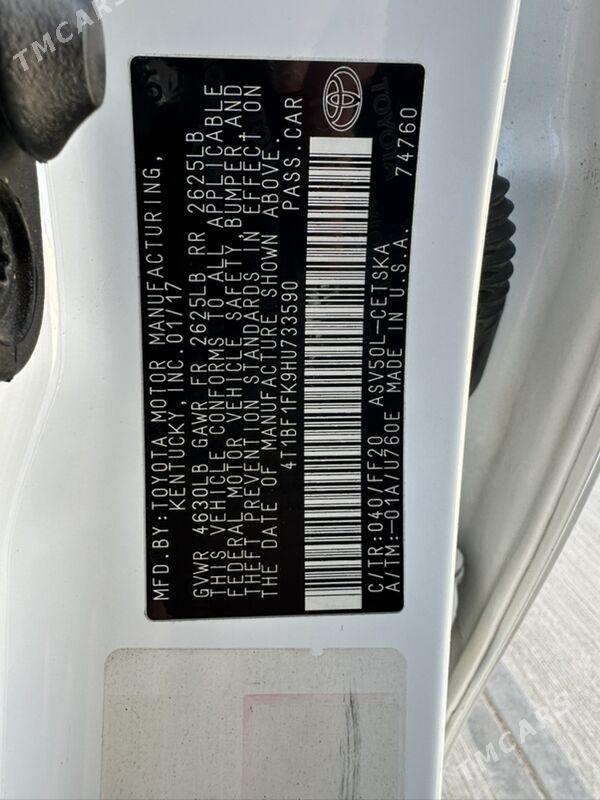 MFD.BY:TOYOTA MOTOR MANUFACTURING,
KENTUCKY, INC. 01/17
GVWR 4630LB GAWR FR 2625LB RR 2625LB
THIS VEHICLE CONFORMS TO ALL APPLICABLE
FEDERAL MOTOR VEHICLE SAFETY, BUMPER,AND
THEFT PREVENTION STANDARDS IN EFFECT ON
THE DATE OF MANUFACTURE SHOWN ABOVE.
4T1BF1FK9HU733590 PASS.CAR
C/TR:040/FF20 ASV50L-CETSKA
A/TM:-01A/U760E MADE IN U.S.A. 74760
TOYOTA
TMCARS
TMCARS